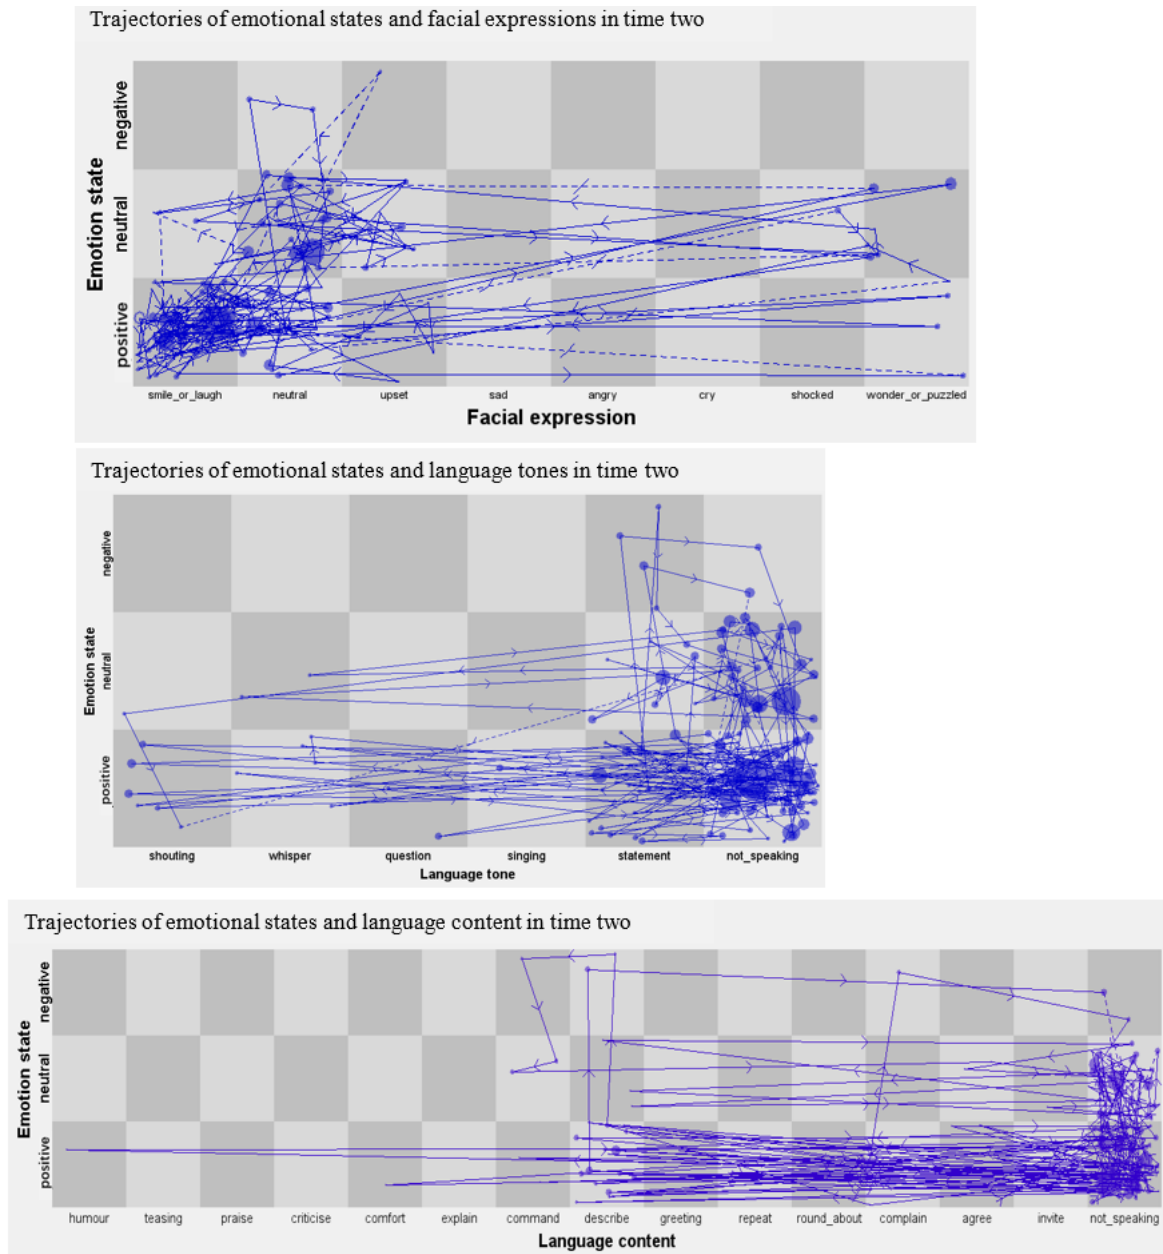 Trajectories of emotional states and facial expressions in time two
negative
neutral
positive
Emotion state
smile_or_laugh neutral upset sad angry cry shocked wonder_or_puzzled
Facial expression
Trajectories of emotional states and language tones in time two
negative
neutral
positive
Emotion state
shouting whisper question singing statement not_speaking
Language tone
Trajectories of emotional states and language content in time two
negative
neutral
positive
Emotion state
humour teasing praise criticise comfort explain command describe greeting repeat round_about complain agree invite not_speaking
Language content